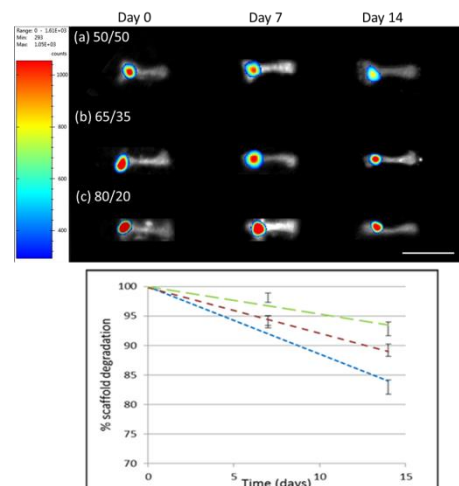 Day 0 Day 7 Day 14
Range: 0 - 1.61E+03
Min 293
Max 1.05E+03
counts
(a) 50/50
1000
(b) 65/35
800
600
(c) 80/20
400
100
95
90
85
80
75
70
% scaffold degradation
0 5 10 15
Time (days)